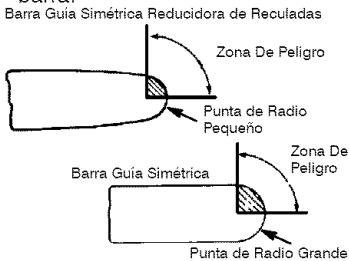 barra.
Barra Guía Simétrica Reducidora de Reculadas
Zona De Peligro
Punta de Radio
Pequeño
Zona De
Peligro
Barra Guía Simétrica
Punta de Radio Grande